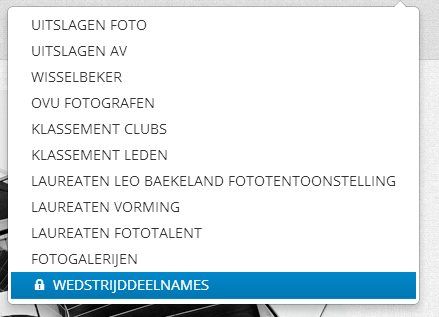 UITSLAGEN FOTO
UITSLAGEN AV
WISSELBEKER
OVU FOTOGRAFEN
KLASSEMENT CLUBS
KLASSEMENT LEDEN
LAUREATEN LEO BAEKELAND FOTOTENTOONSTELLING
LAUREATEN VORMING
LAUREATEN FOTOTALENT
FOTOGALERIJEN
WEDSTRIJDDEELNAMES